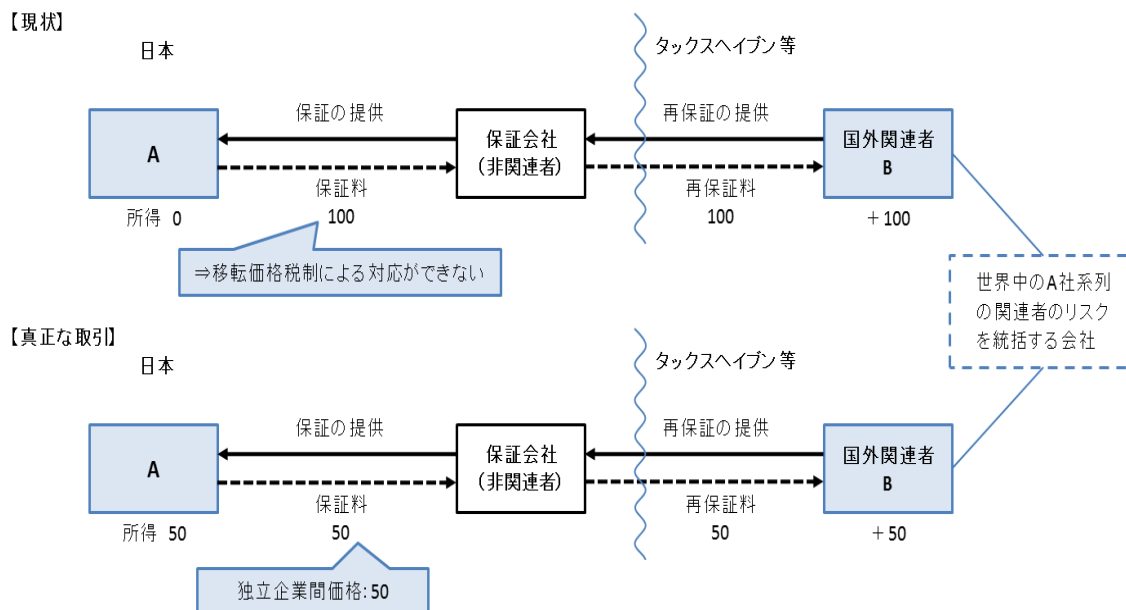 【現状】
日本
タックスヘイブン等
保証の提供
再保証の提供
A
保証会社
(非関連者)
国外関連者
B
保証料
再保証料
所得 0
100
100
+100
⇒移転価格税制による対応ができない
世界中のA社系列
の関連者のリスク
を統括する会社
【真正な取引】
日本
タックスヘイブン等
保証の提供
再保証の提供
A
保証会社
(非関連者)
国外関連者
B
保証料
再保証料
所得 50
50
50
+50
独立企業間価格:50